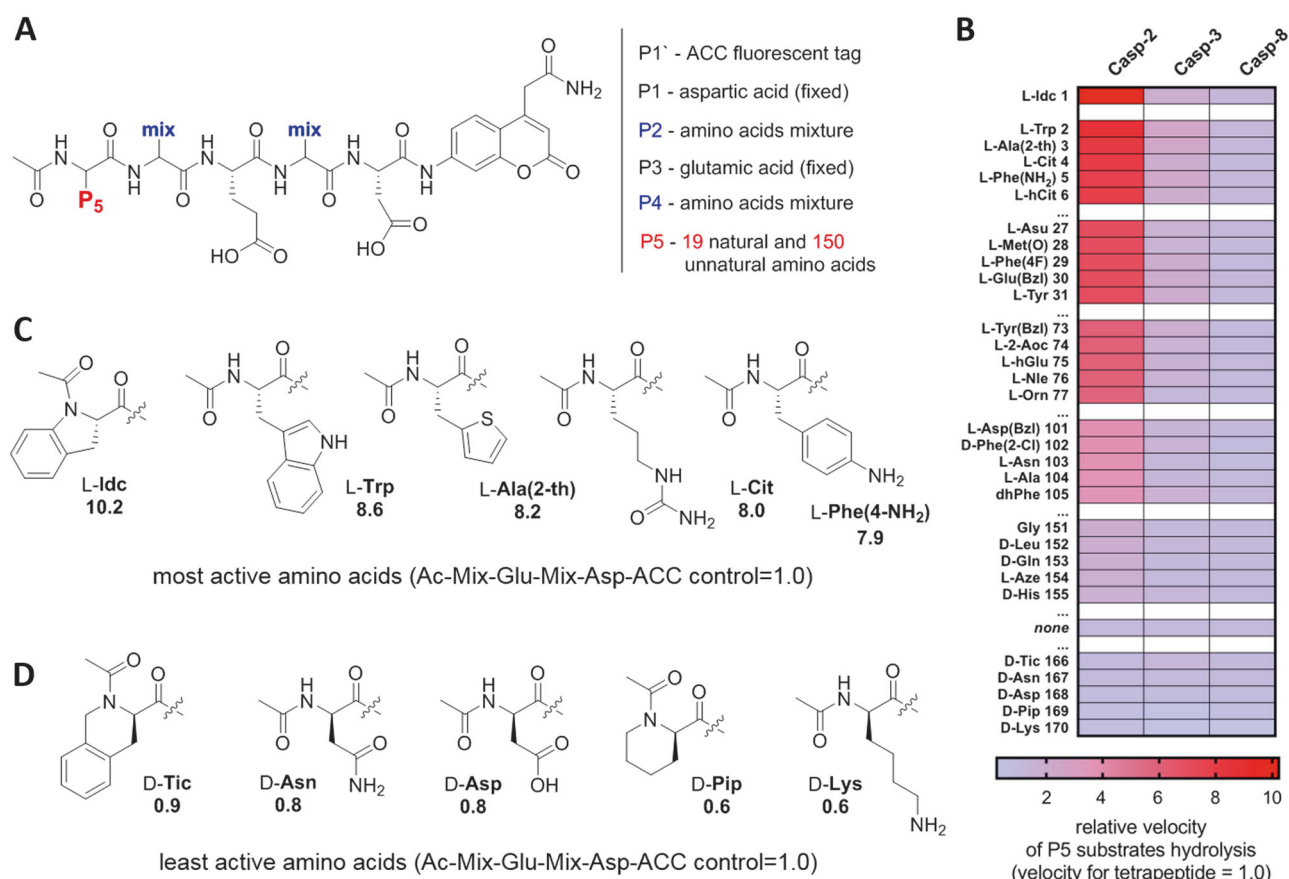 A
P5
mix
mix
H
N
O
N
H
O
H
N
O
N
H
O
H
N
O
N
H
O
O
O
NH2
HO
O
O
HO
P1` - ACC fluorescent tag
P1 - aspartic acid (fixed)
P2 - amino acids mixture
P3 - glutamic acid (fixed)
P4 - amino acids mixture
P5 - 19 natural and 150
unnatural amino acids
B
Casp-2 Casp-3 Casp-8
L-Idc 1
L-Trp 2
L-Ala(2-th) 3
L-Cit 4
L-Phe(NH2) 5
L-hCit 6
...
L-Asu 27
L-Met(O) 28
L-Phe(4F) 29
L-Glu(Bzl) 30
L-Tyr 31
...
L-Tyr(Bzl) 73
L-2-Aoc 74
L-hGlu 75
L-Nle 76
L-Orn 77
...
L-Asp(Bzl) 101
D-Phe(2-Cl) 102
L-Asn 103
L-Ala 104
dhPhe 105
...
Gly 151
D-Leu 152
D-Gln 153
L-Aze 154
D-His 155
...
none
...
D-Tic 166
D-Asn 167
D-Asp 168
D-Pip 169
D-Lys 170
2 4 6 8 10
relative velocity
of P5 substrates hydrolysis
(velocity for tetrapeptide = 1.0)
C
O
N
O
L-Idc
10.2
O
H
N
O
NH
L-Trp
8.6
O
H
N
O
S
L-Ala(2-th)
8.2
O
H
N
O
NH
O
NH2
L-Cit
8.0
O
H
N
O
NH2
L-Phe(4-NH2)
7.9
most active amino acids (Ac-Mix-Glu-Mix-Asp-ACC control=1.0)
D
O
N
O
D-Tic
0.9
O
H
N
O
O
NH2
D-Asn
0.8
O
H
N
O
O
OH
D-Asp
0.8
O
N
O
D-Pip
0.6
O
H
N
O
NH2
D-Lys
0.6
least active amino acids (Ac-Mix-Glu-Mix-Asp-ACC control=1.0)